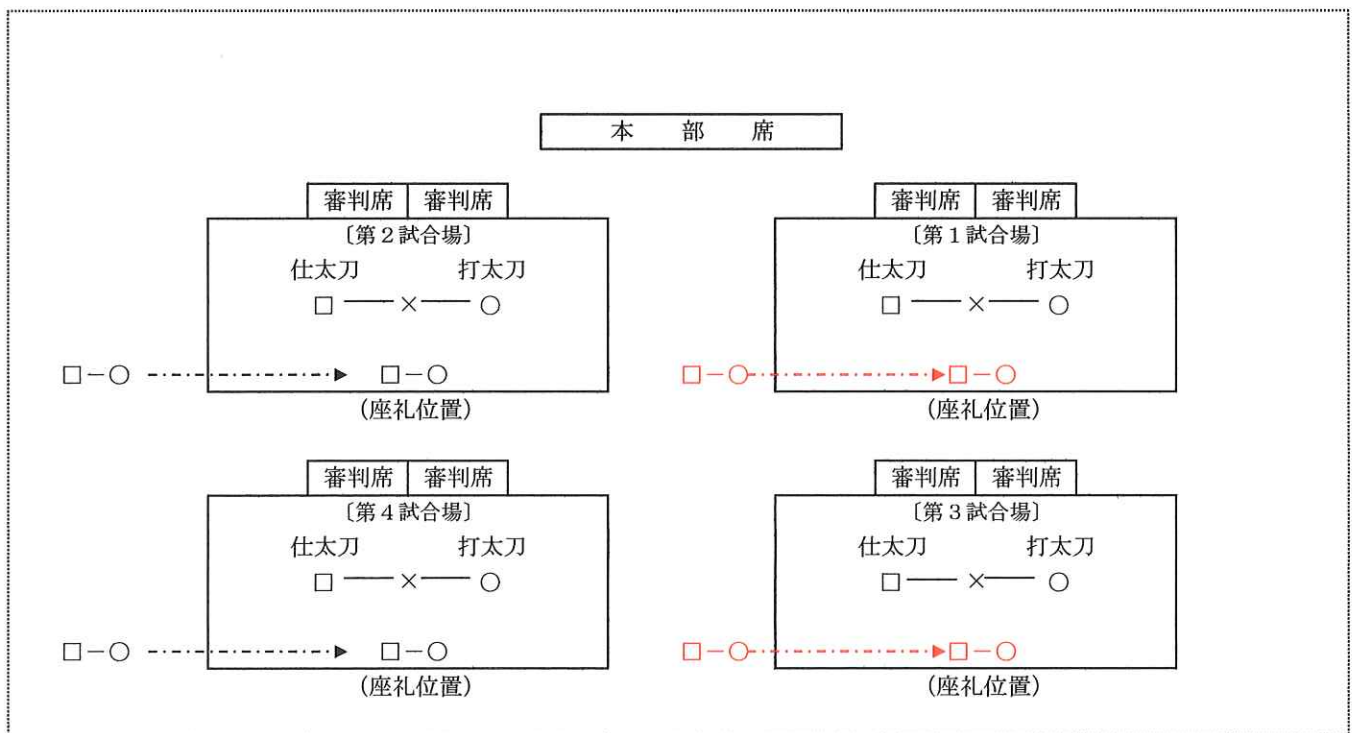 本部席
審判席 審判席 審判席 審判席
〔第2試合場〕 〔第1試合場〕
仕太刀 打太刀 仕太刀 打太刀
□ ── × ── ○ □ ── × ── ○
□－○ □－○ □－○ □－○
(座礼位置) (座礼位置)
審判席 審判席 審判席 審判席
〔第4試合場〕 〔第3試合場〕
仕太刀 打太刀 仕太刀 打太刀
□ ── × ── ○ □ ── × ── ○
□－○ □－○ □－○ □－○
(座礼位置) (座礼位置)